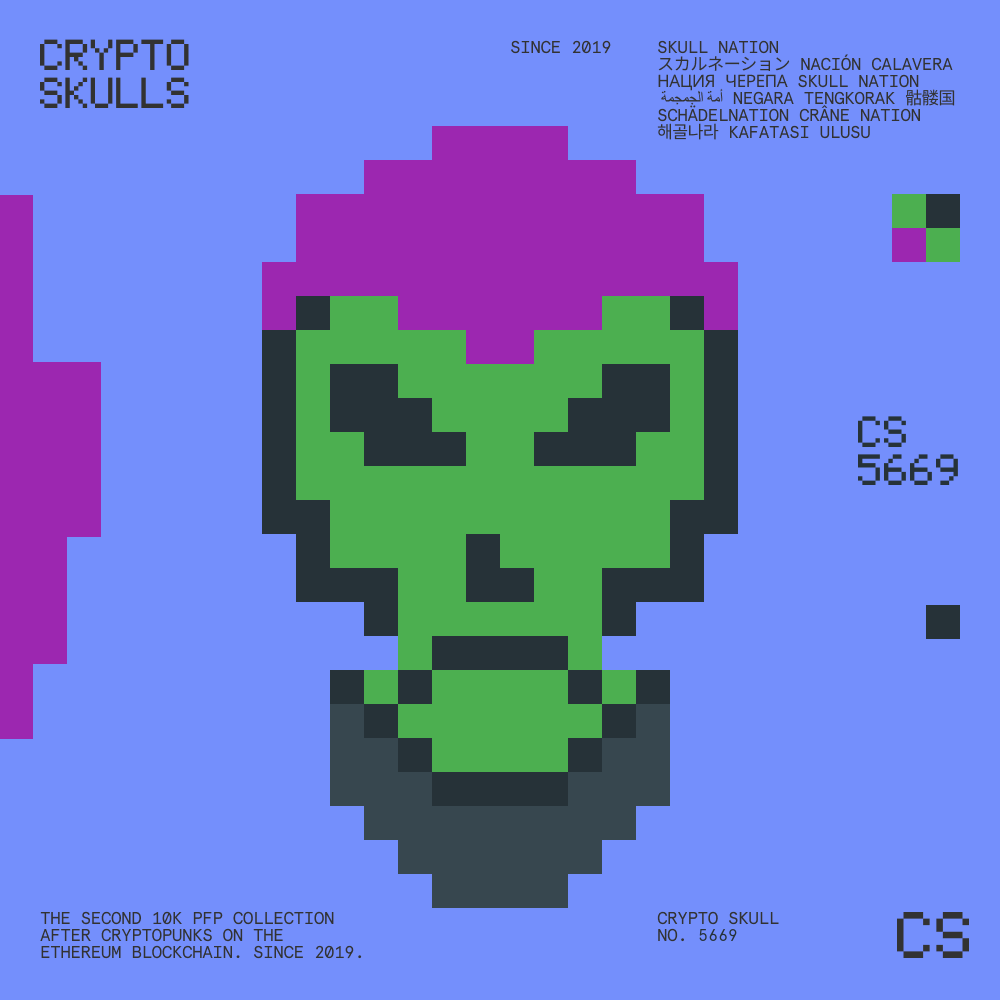 CRYPTO
SKULLS
SINCE 2019
SKULL NATION
スカルネーション NACIÓN CALAVERA
НАЦИЯ ЧЕРЕПА SKULL NATION
أمة الجمجمة NEGARA TENGKORAK 骷髅国
SCHÄDELNATION CRÂNE NATION
해골나라 KAFATASI ULUSU
CS
5669
THE SECOND 10K PFP COLLECTION
AFTER CRYPTOPUNKS ON THE
ETHEREUM BLOCKCHAIN. SINCE 2019.
CRYPTO SKULL
NO. 5669
CS